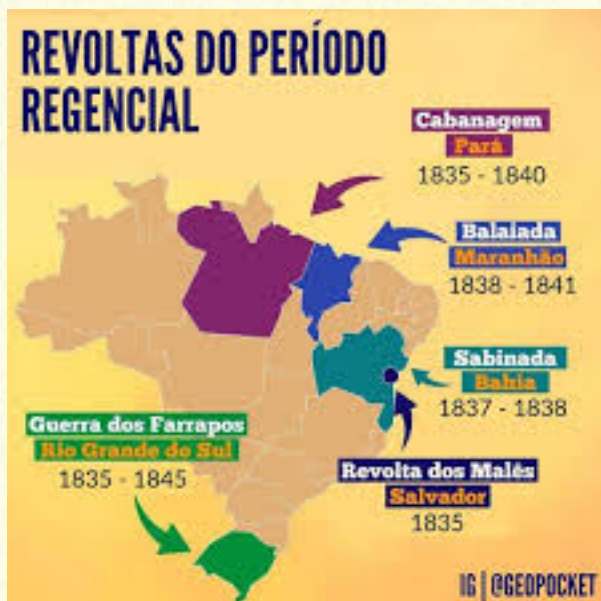 REVOLTAS DO PERÍODO
REGENCIAL
Cabanagem
Pará
1835 - 1840
Balaiada
Maranhão
1838 - 1841
Sabinada
Bahia
1837 - 1838
Guerra dos Farrapos
Rio Grande do Sul
1835 - 1845
Revolta dos Malês
Salvador
1835
IG | @GEOPOCKET